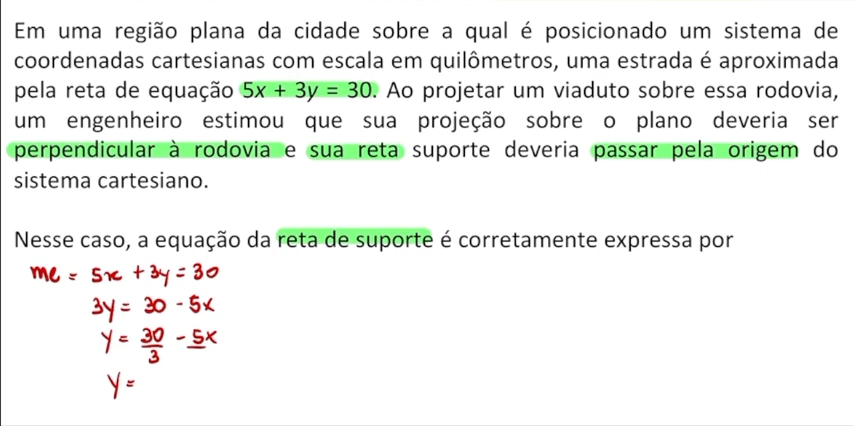 Em uma região plana da cidade sobre a qual é posicionado um sistema de
coordenadas cartesianas com escala em quilômetros, uma estrada é aproximada
pela reta de equação 5x + 3y = 30. Ao projetar um viaduto sobre essa rodovia,
um engenheiro estimou que sua projeção sobre o plano deveria ser
perpendicular à rodovia e sua reta suporte deveria passar pela origem do
sistema cartesiano.
Nesse caso, a equação da reta de suporte é corretamente expressa por
me = 5x + 3y = 30
3y = 30 - 5x
y = 30/3 - 5x
y =